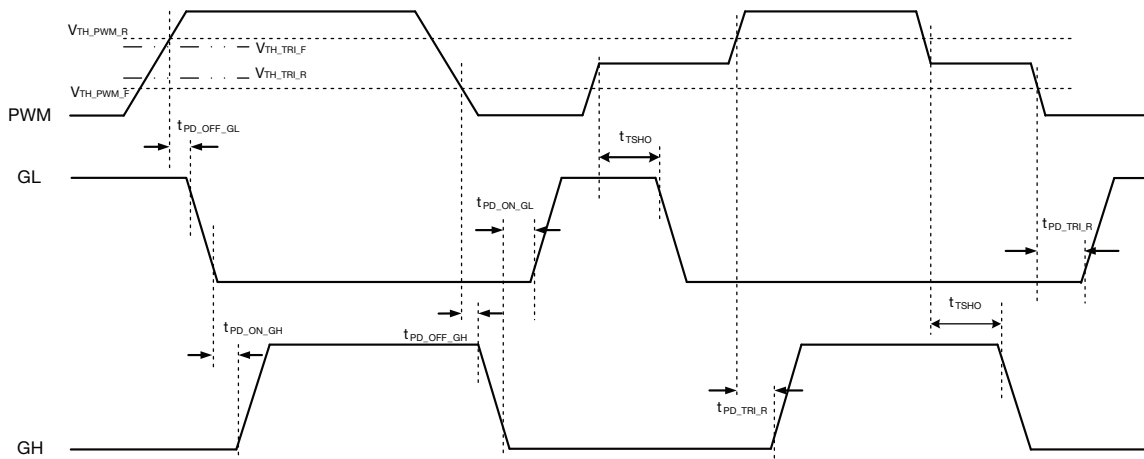 VTH_PWM_R
VTH_TRI_F
VTH_TRI_R
VTH_PWM_F
PWM
tPD_OFF_GL
tTSHO
GL
tPD_ON_GL
tPD_TRI_R
tTSHO
tPD_ON_GH
tPD_OFF_GH
tPD_TRI_R
GH